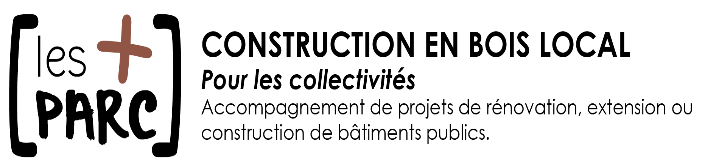 les +
PARC
CONSTRUCTION EN BOIS LOCAL
Pour les collectivités
Accompagnement de projets de rénovation, extension ou
construction de bâtiments publics.